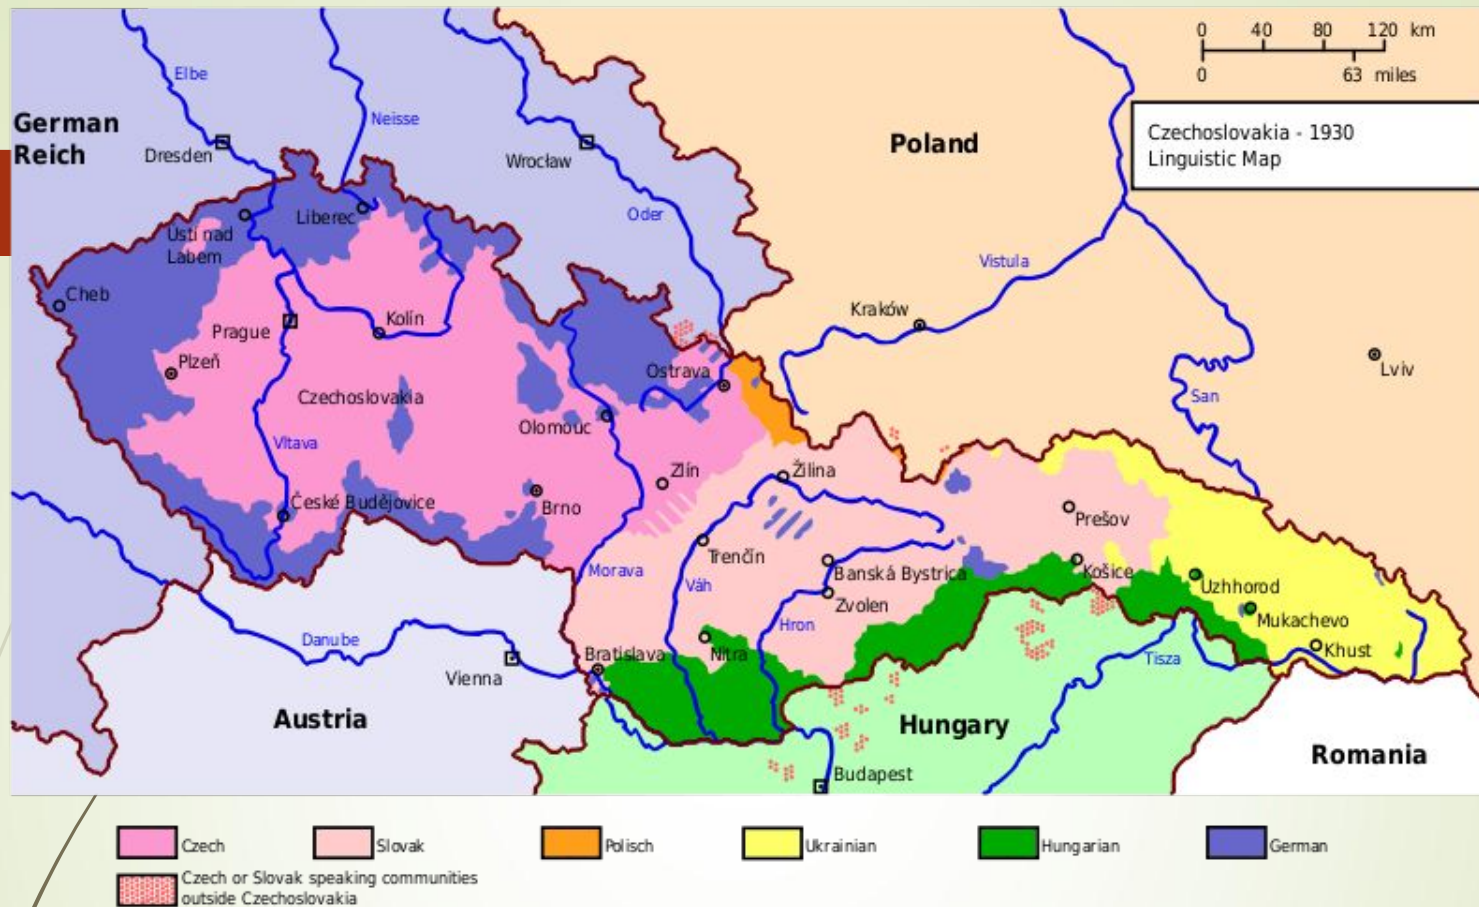 0 40 80 120 km
0 63 miles
Czechoslovakia - 1930
Linguistic Map
German
Reich
Elbe
Neisse
Dresden
Wrocław
Poland
Oder
Liberec
Ústí nad
Labem
Vistula
Cheb
Kolín
Prague
Kraków
Plzeň
Ostrava
Lviv
Czechoslovakia
San
Olomouc
Vltava
Zlín
Žilina
České Budějovice
Brno
Prešov
Trenčín
Morava
Váh
Banská Bystrica
Košice
Uzhhorod
Zvolen
Hron
Mukachevo
Danube
Bratislava
Nitra
Khust
Tisza
Vienna
Austria
Hungary
Romania
Budapest
Czech
Slovak
Polisch
Ukrainian
Hungarian
German
Czech or Slovak speaking communities
outside Czechoslovakia